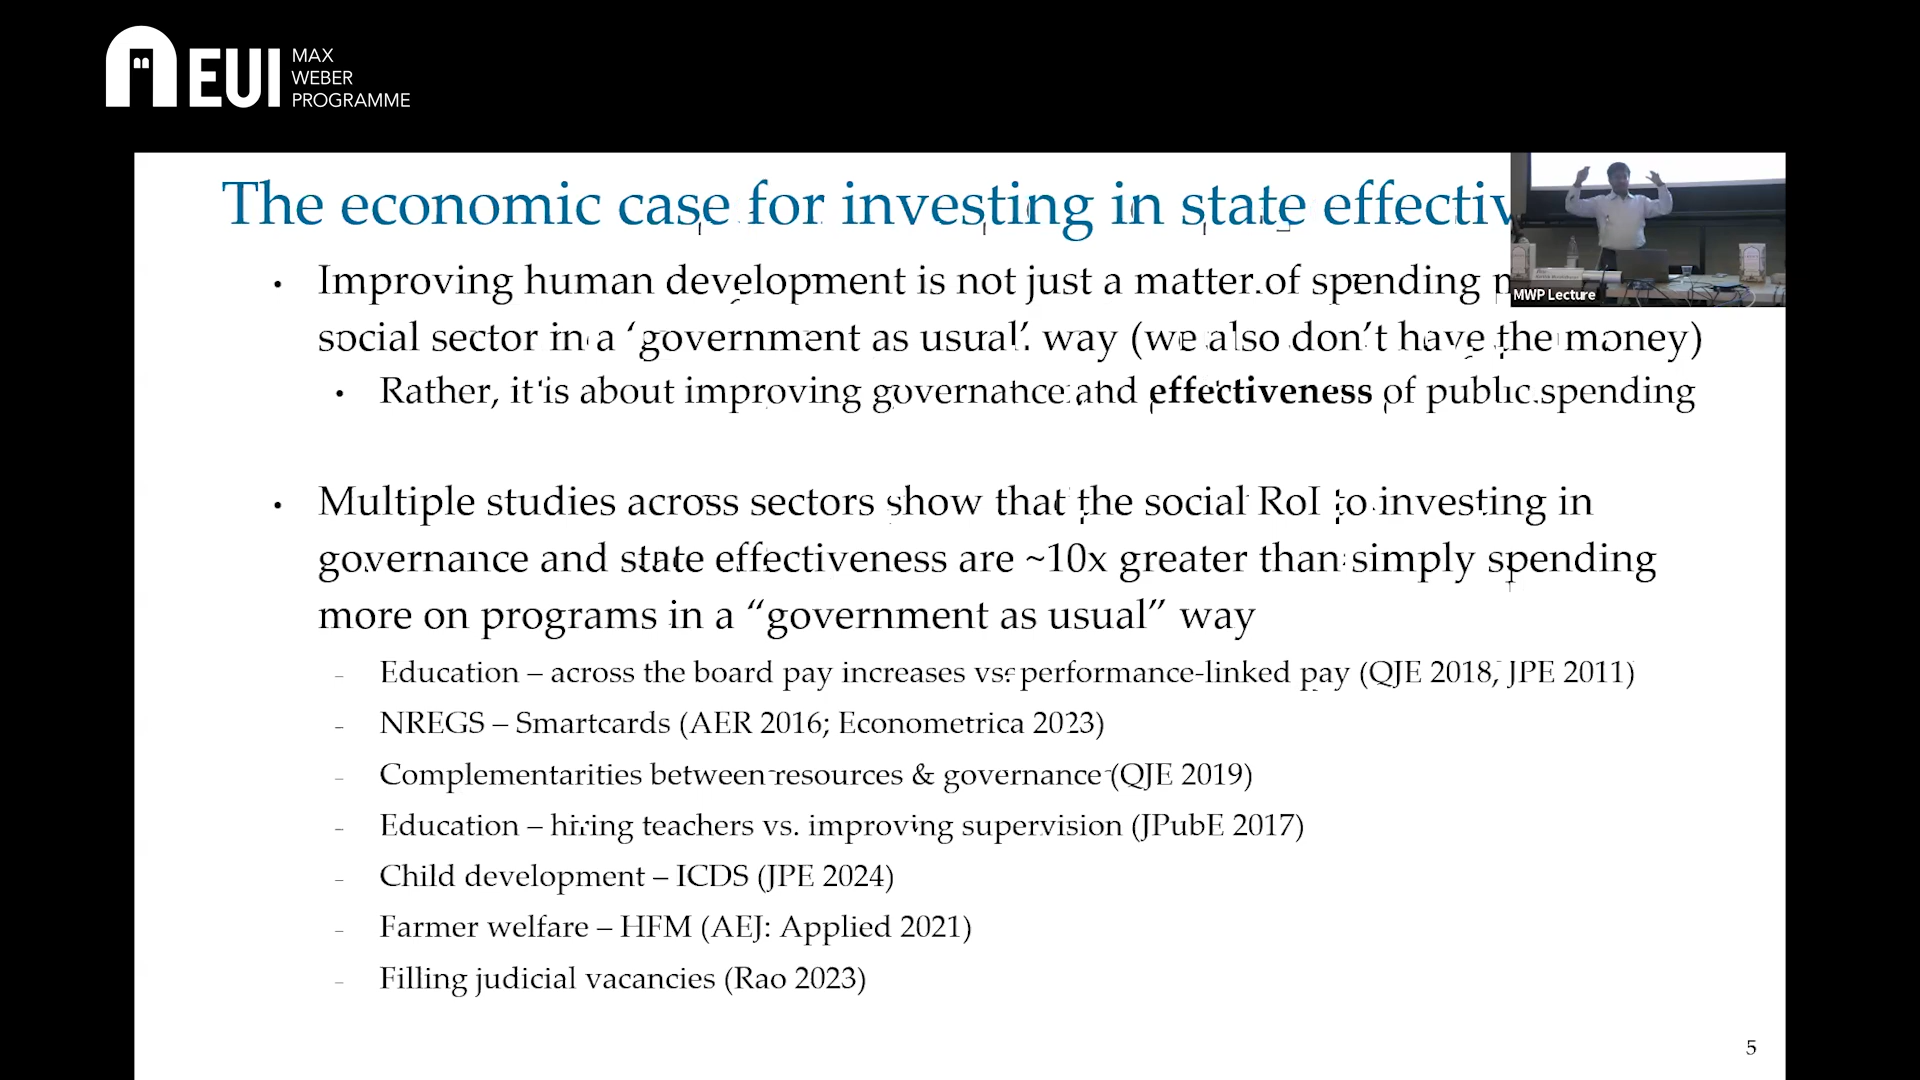 EUI
MAX
WEBER
PROGRAMME
The economic case for investing in state
MWP Lecture
• Improving human development is not just a matter of spending
social sector in a ‘government as usual’ way (we also don’t have the money)
• Rather, it is about improving governance and effectiveness of public spending
• Multiple studies across sectors show that the social RoI to investing in
governance and state effectiveness are ~10x greater than simply spending
more on programs in a “government as usual” way
– Education – across the board pay increases vs. performance-linked pay (QJE 2018, JPE 2011)
– NREGS – Smartcards (AER 2016; Econometrica 2023)
– Complementarities between resources & governance (QJE 2019)
– Education – hiring teachers vs. improving supervision (JPubE 2017)
– Child development – ICDS (JPE 2024)
– Farmer welfare – HFM (AEJ: Applied 2021)
– Filling judicial vacancies (Rao 2023)
5